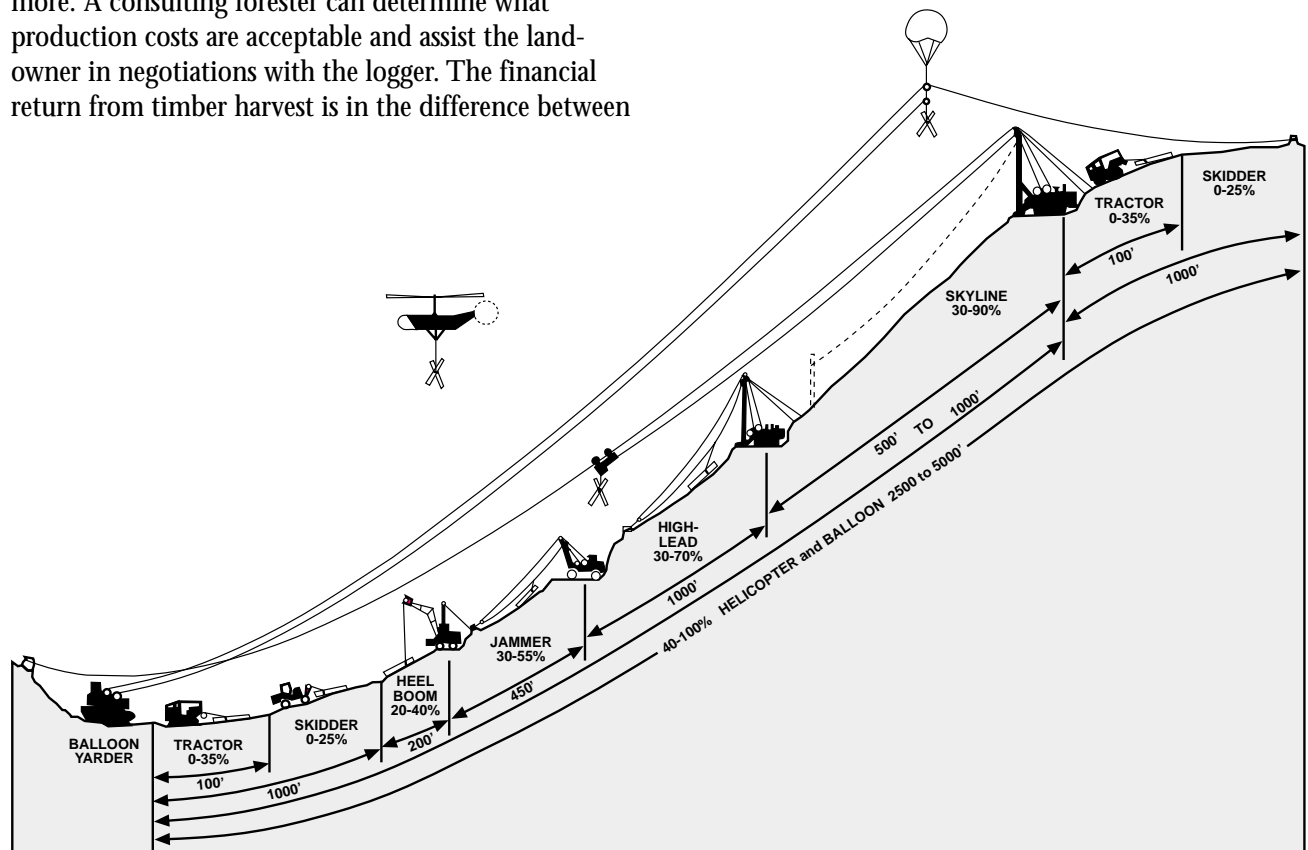 more. A consulting forester can determine what
production costs are acceptable and assist the land-
owner in negotiations with the logger. The financial
return from timber harvest is in the difference between
SKIDDER
0-25%
TRACTOR
0-35%
100'
1000'
SKYLINE
30-90%
500' TO 1000'
HIGH-
LEAD
30-70%
1000'
40-100% HELICOPTER and BALLOON 2500 to 5000'
JAMMER
30-55%
450'
HEEL
BOOM
20-40%
200'
SKIDDER
0-25%
TRACTOR
0-35%
BALLOON
YARDER
100'
1000'